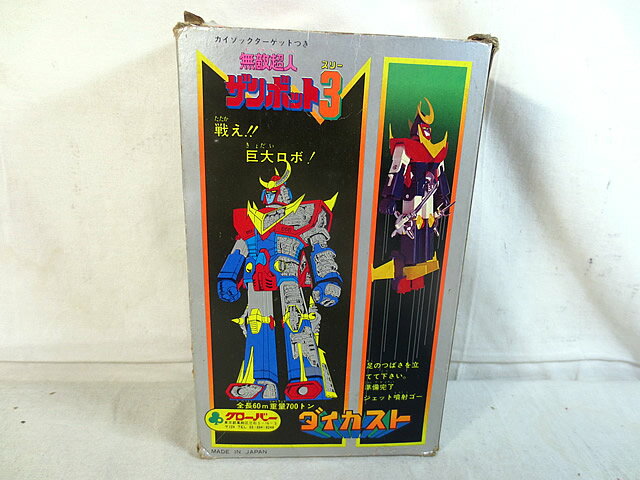 カイゾックターゲットつき
無敵超人
スリー
ザンボット3
たたか
戦え!!
きょだい
巨大ロボ!
足のつばさを立
てて下さい。
準備完了
ジェット噴射ゴー
全長60m重量700トン
クローバー
ダイカスト
MADE IN JAPAN